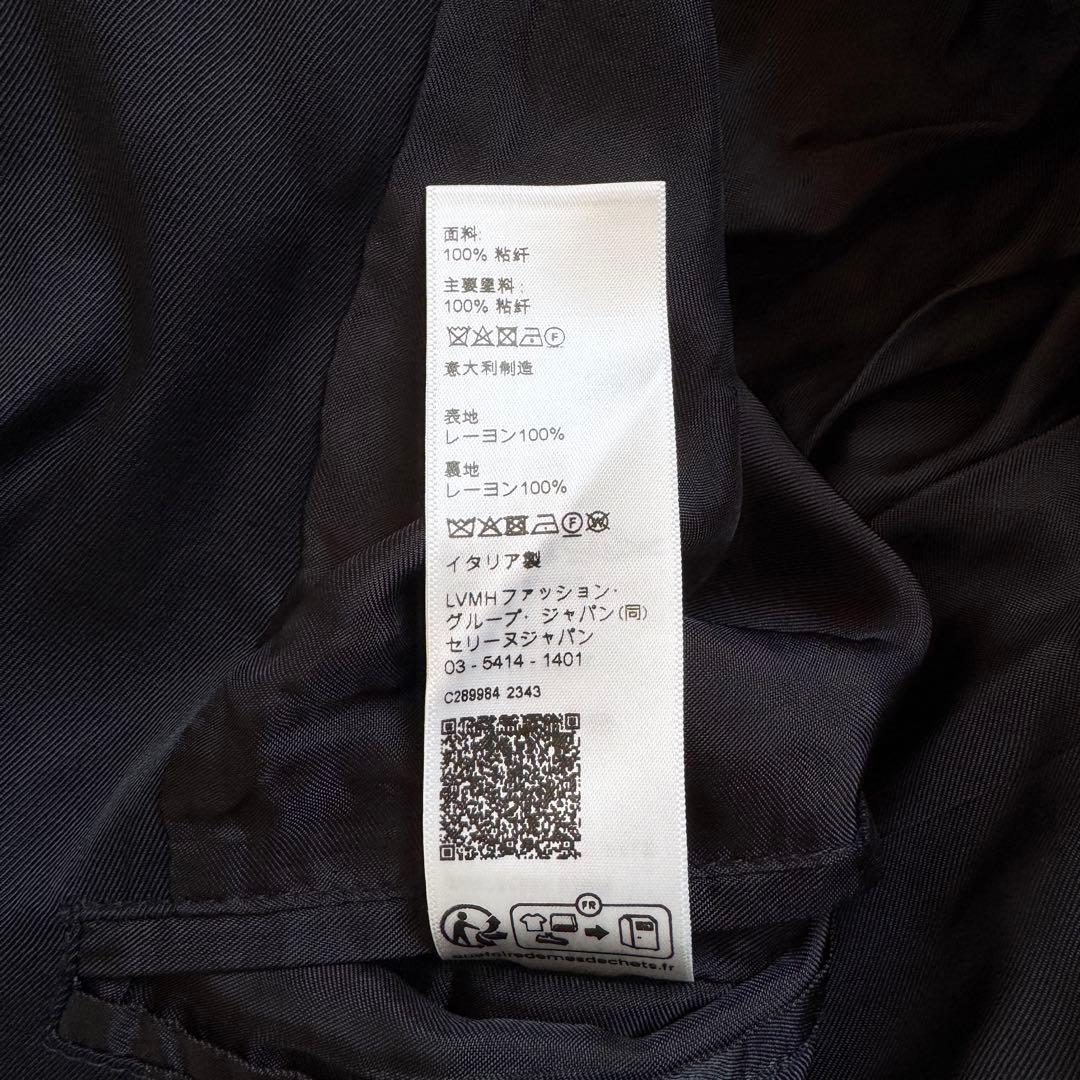 面料:
100% 粘纤
主要里料:
100% 粘纤
F
意大利制造
表地
レーヨン100%
裏地
レーヨン100%
F W
イタリア製
LVMHファッション・
グループ・ジャパン(同)
セリーヌジャパン
03 - 5414 - 1401
C289984 2343
FR
quefairedemesdechets.fr